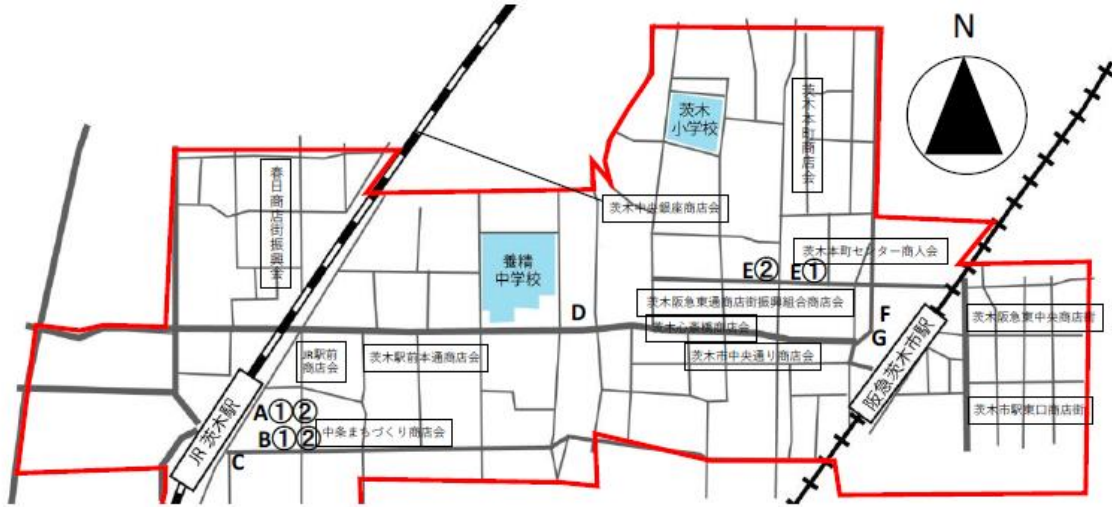 N
茨木
小学校
茨木本町商店会
春日商店街振興会
茨木中央銀座商店会
養精
中学校
茨木本町センター商人会
E② E①
茨木阪急東通商店街振興組合商店会
D
F
茨木心斎橋商店会
G
茨木阪急東中央商店街
JR駅前
商店会
茨木駅前本通商店会
茨木市中央通り商店会
阪急茨木市駅
JR 茨木駅
A①②
B①②
中条まちづくり商店会
茨木市駅東口商店街
C